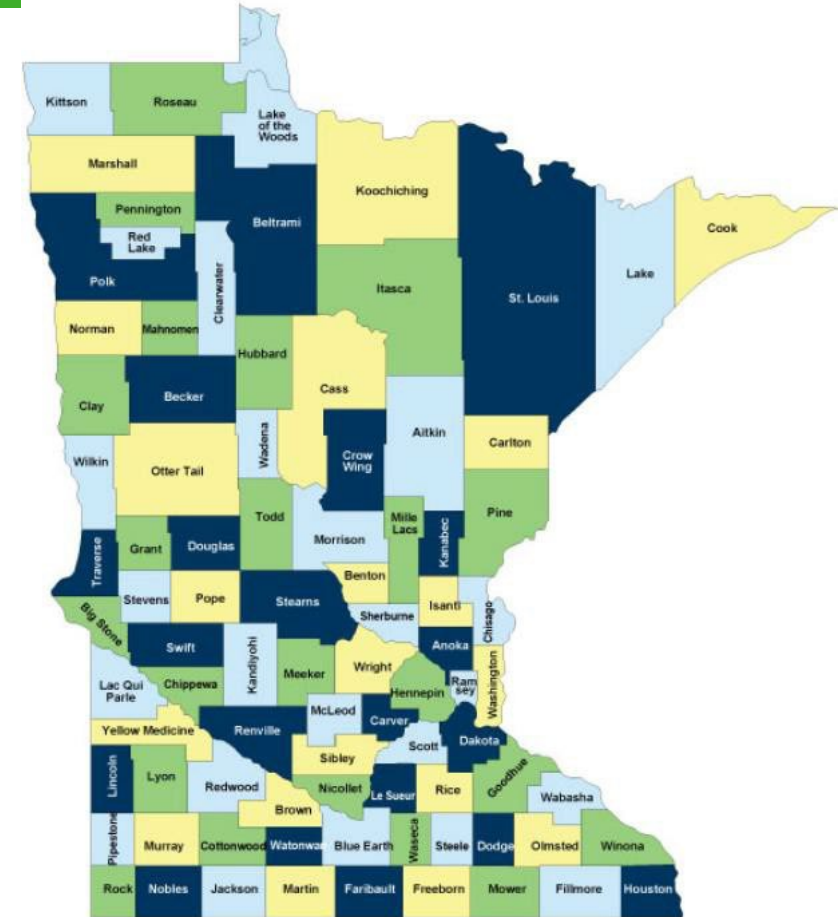 Kittson
Roseau
Lake
of the
Woods
Marshall
Koochiching
Pennington
Beltrami
Cook
Red
Lake
Polk
Clearwater
Lake
Itasca
St. Louis
Norman
Mahnomen
Hubbard
Cass
Becker
Clay
Aitkin
Wadena
Carlton
Crow
Wing
Wilkin
Otter Tail
Pine
Todd
Mille
Lacs
Kanabec
Morrison
Traverse
Grant
Douglas
Benton
Stevens
Pope
Stearns
Isanti
Chisago
Big Stone
Sherburne
Swift
Anoka
Kandiyohi
Meeker
Wright
Washington
Lac Qui
Parle
Chippewa
Hennepin
Ram
sey
McLeod
Carver
Yellow Medicine
Renville
Scott
Dakota
Sibley
Lincoln
Lyon
Redwood
Nicollet
Le Sueur
Rice
Goodhue
Wabasha
Brown
Pipestone
Murray
Cottonwood
Watonwan
Blue Earth
Waseca
Steele
Dodge
Olmsted
Winona
Rock
Nobles
Jackson
Martin
Faribault
Freeborn
Mower
Fillmore
Houston